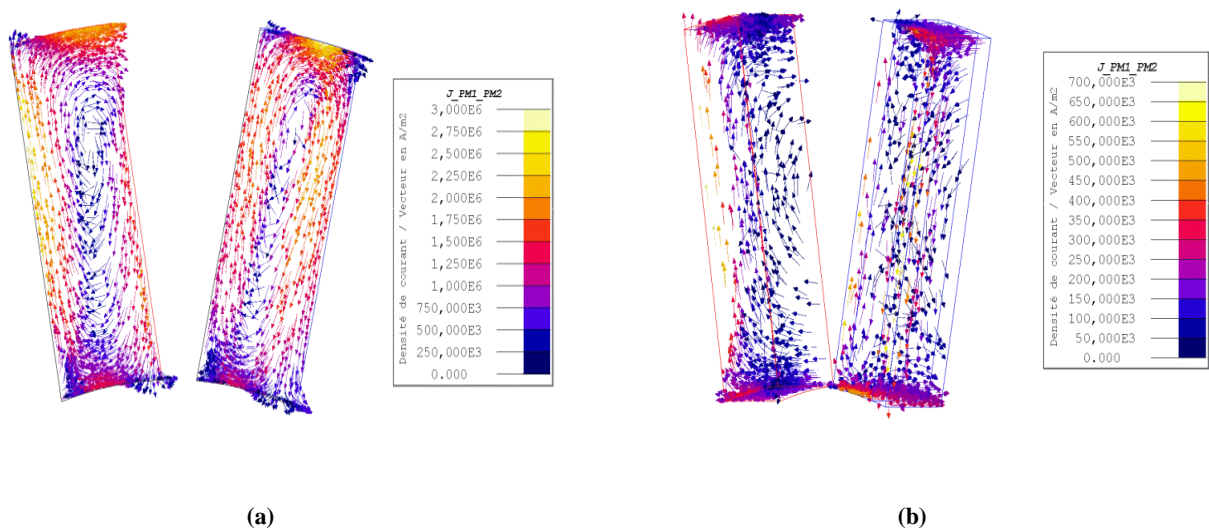 J_PM1_PM2
Densité de courant / Vecteur en A/m2
3,000E6
2,750E6
2,500E6
2,250E6
2,000E6
1,750E6
1,500E6
1,250E6
1,000E6
750,000E3
500,000E3
250,000E3
0.000
(a)
J_PM1_PM2
Densité de courant / Vecteur en A/m2
700,000E3
650,000E3
600,000E3
550,000E3
500,000E3
450,000E3
400,000E3
350,000E3
300,000E3
250,000E3
200,000E3
150,000E3
100,000E3
50,000E3
0.000
(b)